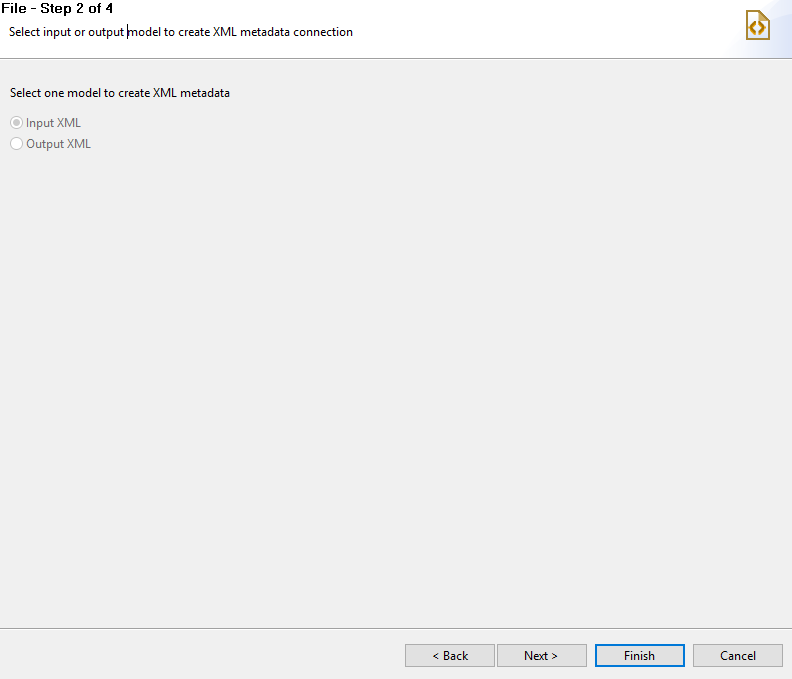 File - Step 2 of 4
Select input or output model to create XML metadata connection
Select one model to create XML metadata
Input XML
Output XML
< Back
Next >
Finish
Cancel